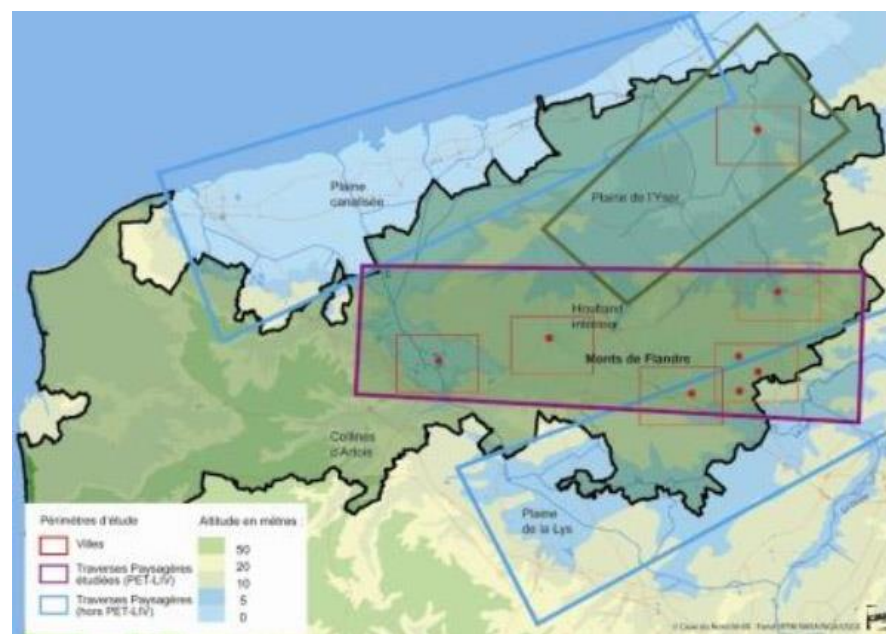 Plaine
canalisée
Plaine de l'Yser
Houtland
intérieur
Monts de Flandre
Collines
d'Artois
Plaine
de la Lys
Périmètres d'étude
Villes
Traverses Paysagères
étudiées (PET-LIV)
Traverses Paysagères
(hors PET-LIV)
Altitude en mètres
50
20
10
5
0